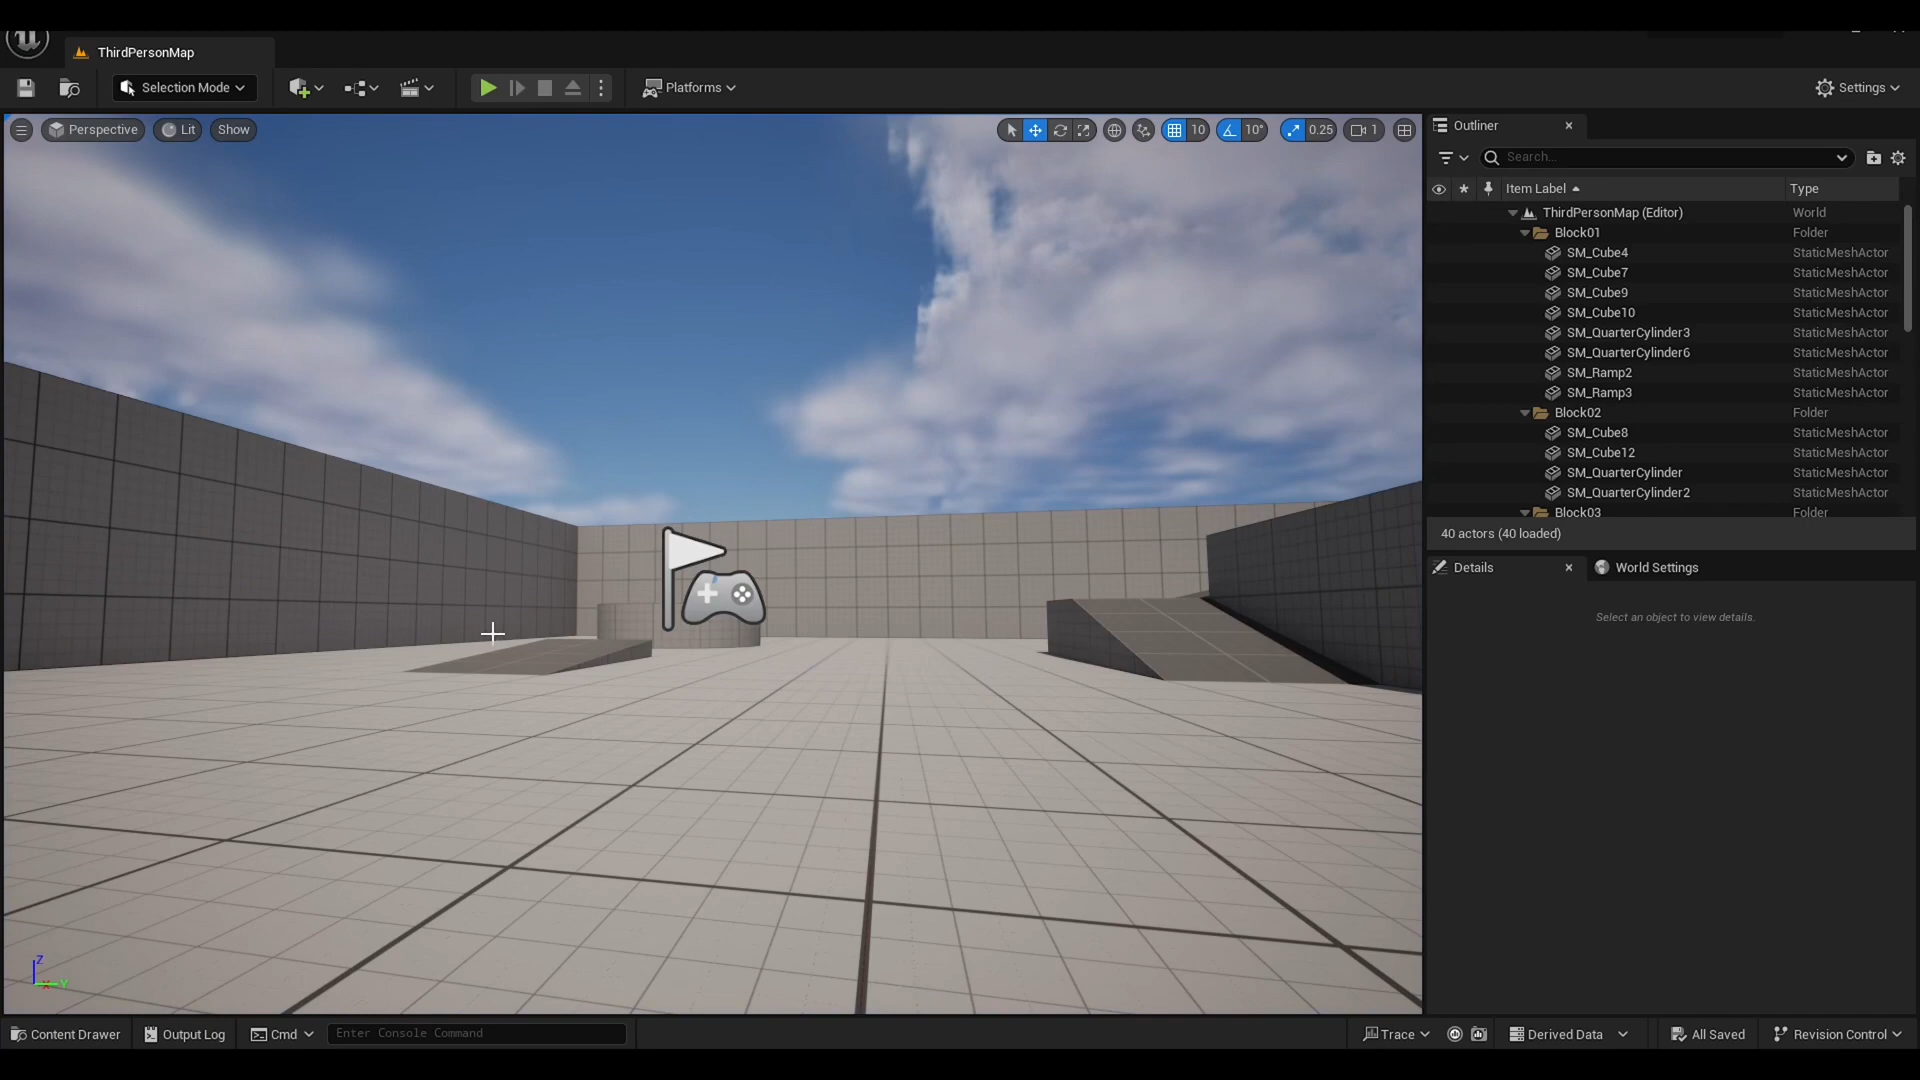 ThirdPersonMap
Selection Mode
Platforms
Settings
Perspective
Lit
Show
10
10°
0.25
1
Outliner
Search...
Item Label
Type
ThirdPersonMap (Editor) World
Block01 Folder
SM_Cube4 StaticMeshActor
SM_Cube7 StaticMeshActor
SM_Cube9 StaticMeshActor
SM_Cube10 StaticMeshActor
SM_QuarterCylinder3 StaticMeshActor
SM_QuarterCylinder6 StaticMeshActor
SM_Ramp2 StaticMeshActor
SM_Ramp3 StaticMeshActor
Block02 Folder
SM_Cube8 StaticMeshActor
SM_Cube12 StaticMeshActor
SM_QuarterCylinder StaticMeshActor
SM_QuarterCylinder2 StaticMeshActor
Block03 Folder
40 actors (40 loaded)
Details
World Settings
Select an object to view details.
Z
X
Y
Content Drawer
Output Log
Cmd
Enter Console Command
Trace
Derived Data
All Saved
Revision Control